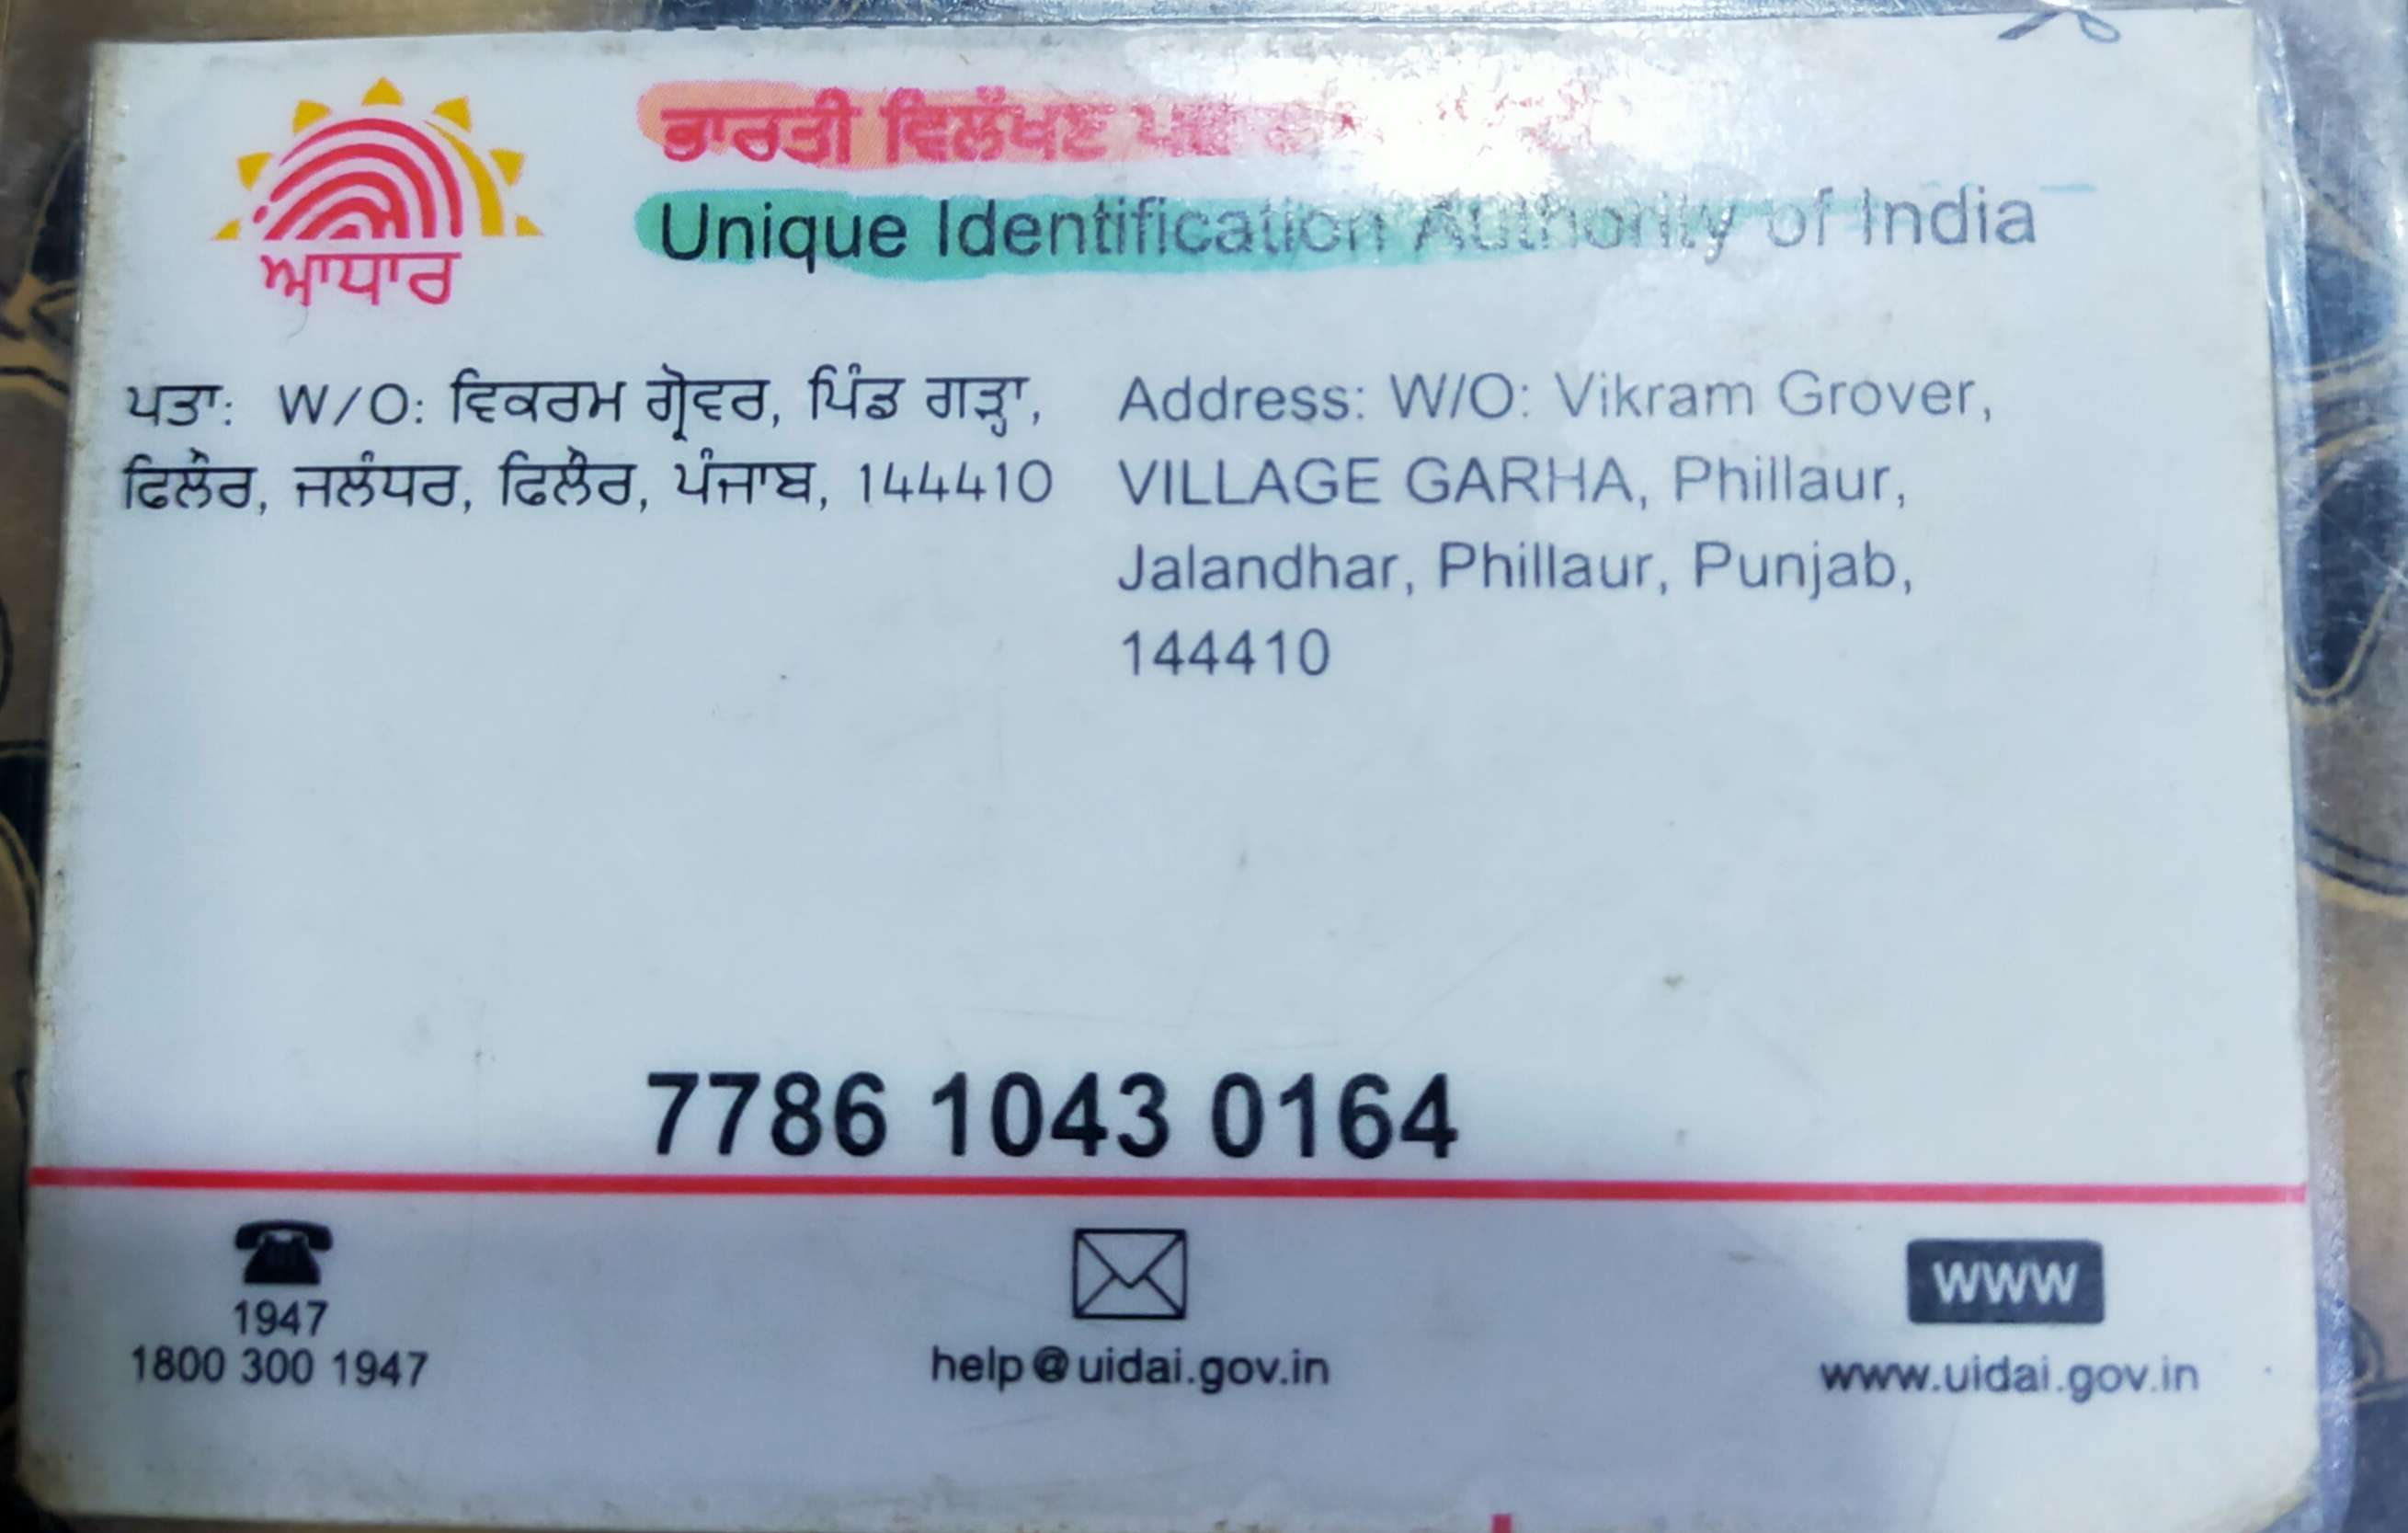 ਭਾਰਤੀ ਵਿਲੱਖਣ
Unique Identification Authority of India
ਆਧਾਰ
ਪਤਾ: W/O: ਵਿਕਰਮ ਗ੍ਰੋਵਰ, ਪਿੰਡ ਗੜ੍ਹਾ,
ਫਿਲੌਰ, ਜਲੰਧਰ, ਫਿਲੌਰ, ਪੰਜਾਬ, 144410
Address: W/O: Vikram Grover,
VILLAGE GARHA, Phillaur,
Jalandhar, Phillaur, Punjab,
144410
7786 1043 0164
1947
1800 300 1947
help@uidai.gov.in
WWW
www.uidai.gov.in